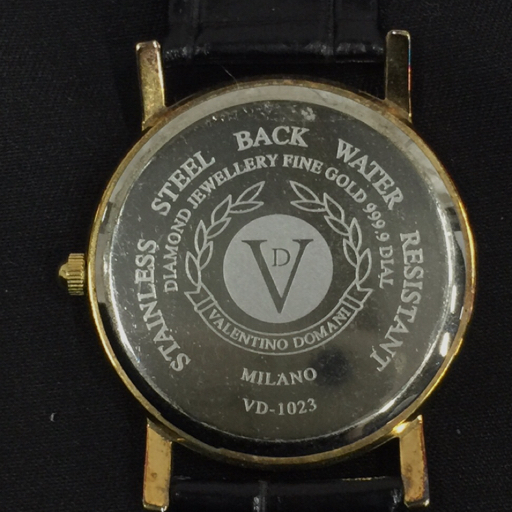 STAINLESS STEEL BACK WATER RESISTANT
DIAMOND JEWELLERY FINE GOLD 999.9 DIAL
VD
VALENTINO DOMANI
MILANO
VD-1023